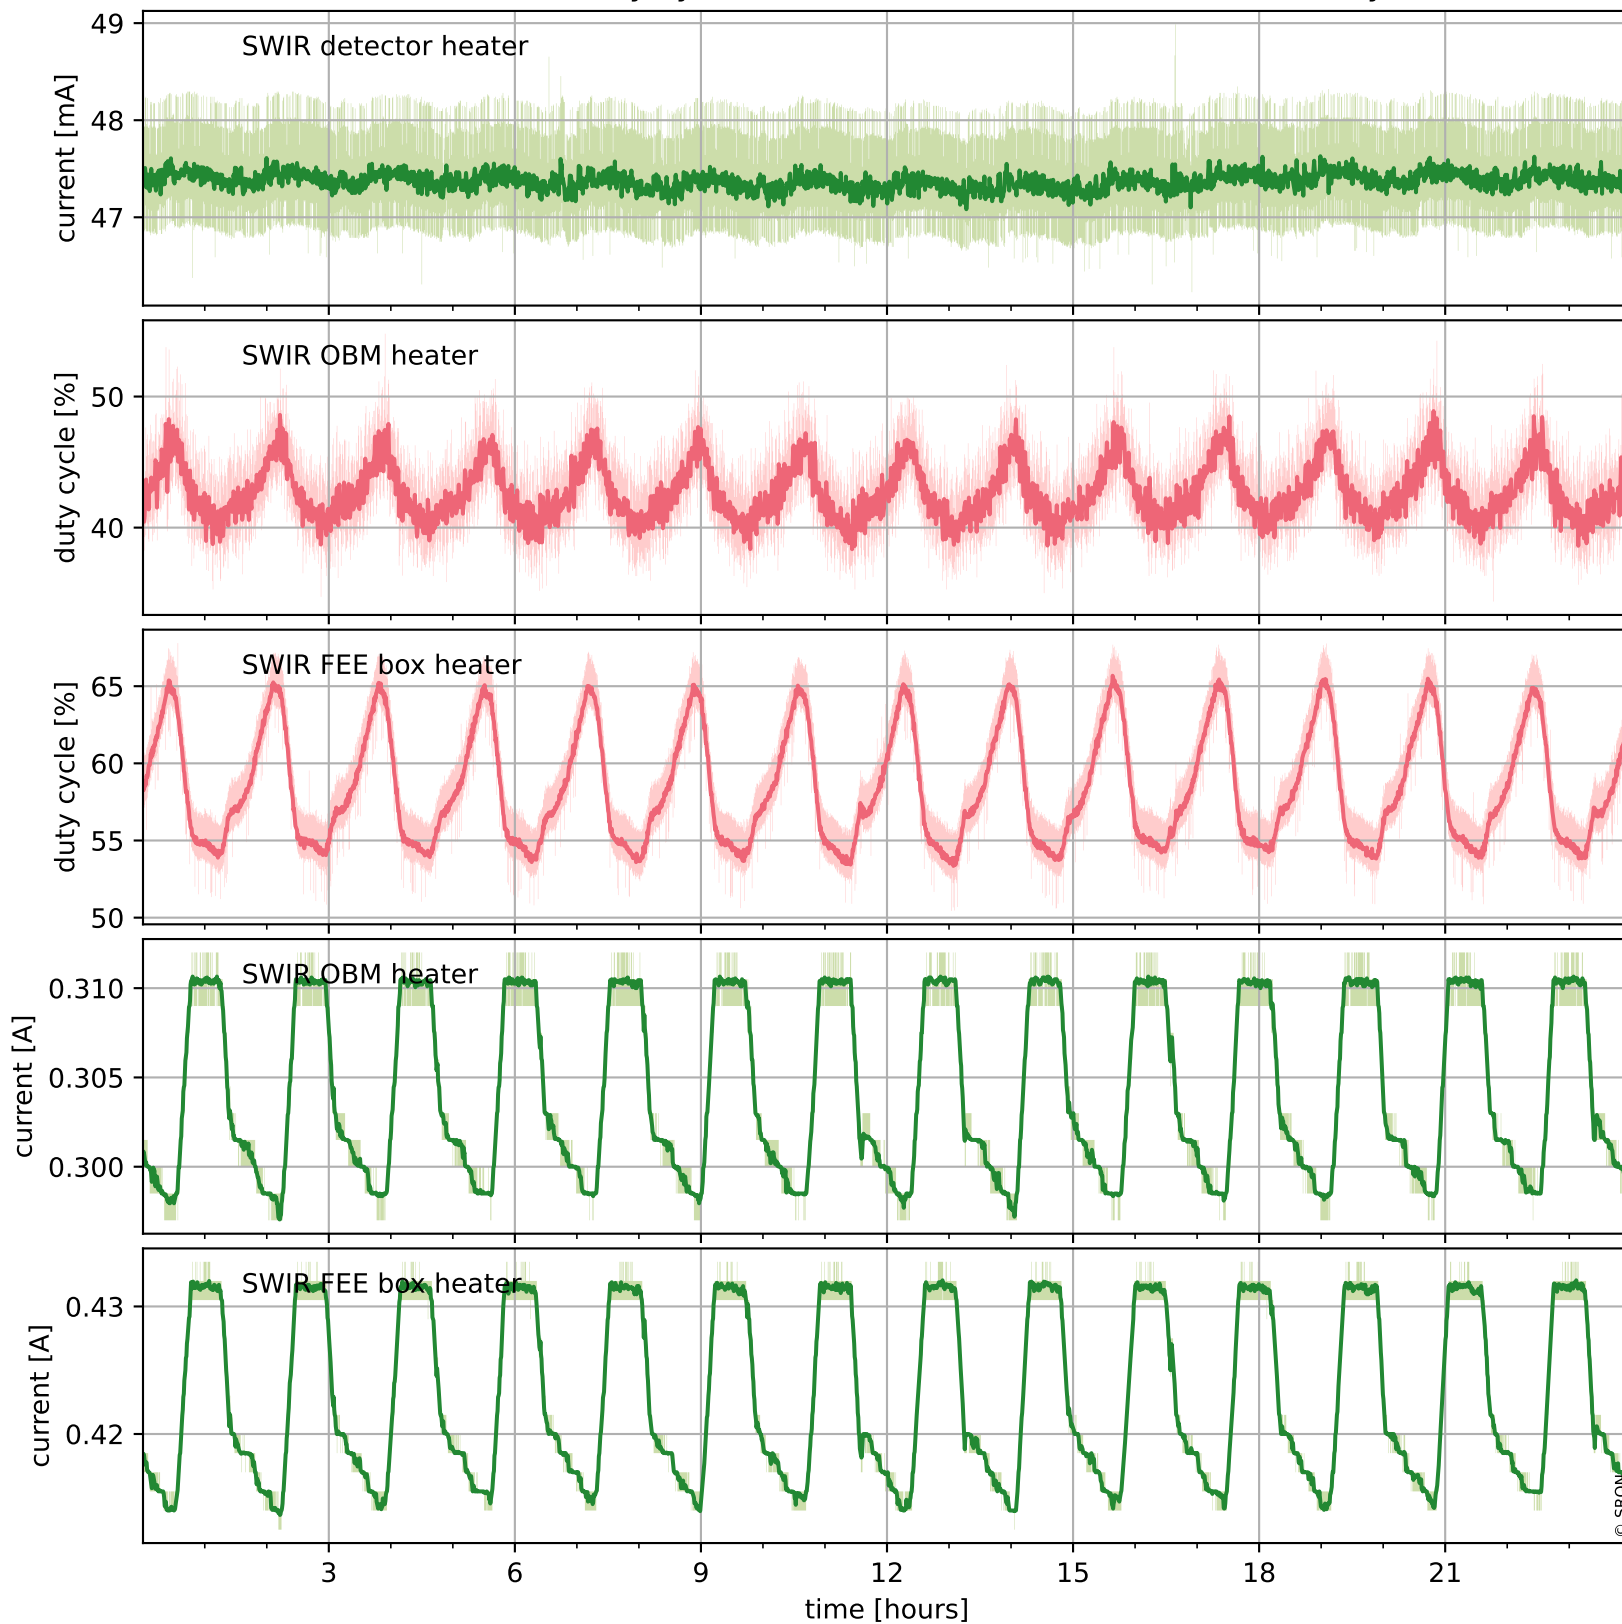 49
SWIR detector heater
48
47
current [mA]
SWIR OBM heater
50
40
duty cycle [%]
SWIR FEE box heater
65
60
55
50
duty cycle [%]
SWIR OBM heater
0.310
0.305
0.300
current [A]
SWIR FEE box heater
0.43
0.42
current [A]
© SRON
3 6 9 12 15 18 21
time [hours]